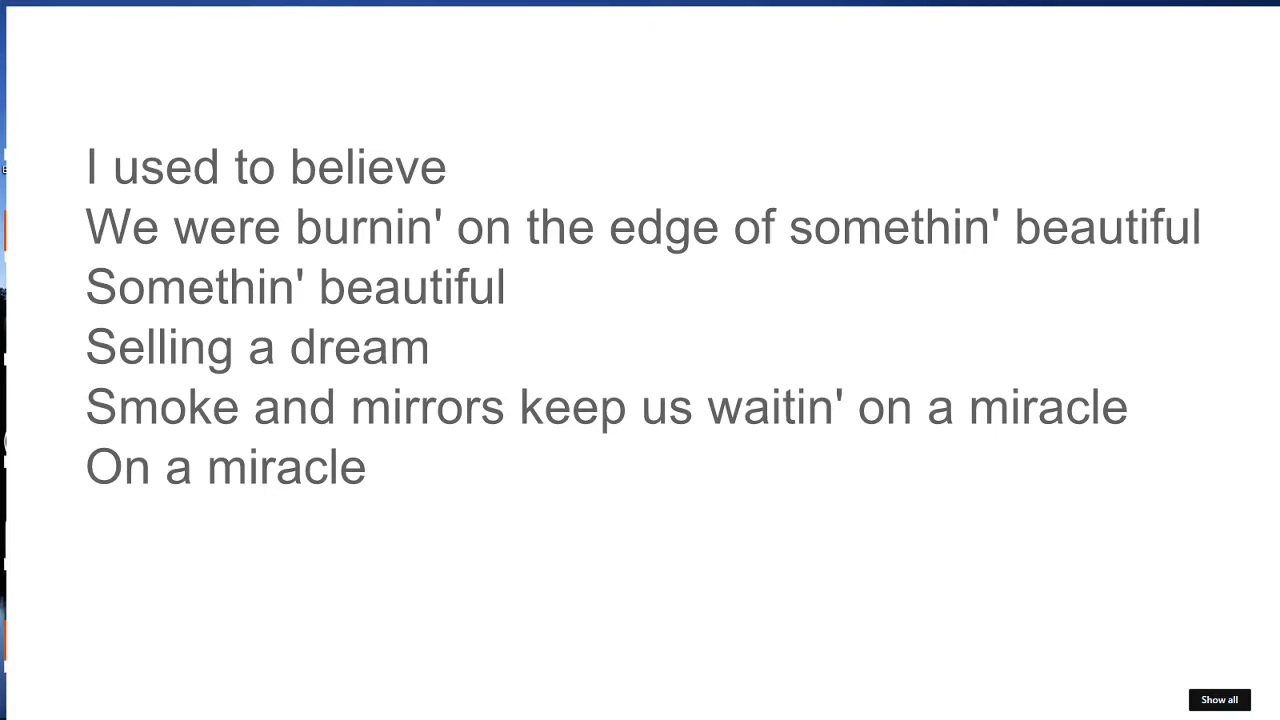 I used to believe
We were burnin' on the edge of somethin' beautiful
Somethin' beautiful
Selling a dream
Smoke and mirrors keep us waitin' on a miracle
On a miracle
Show all